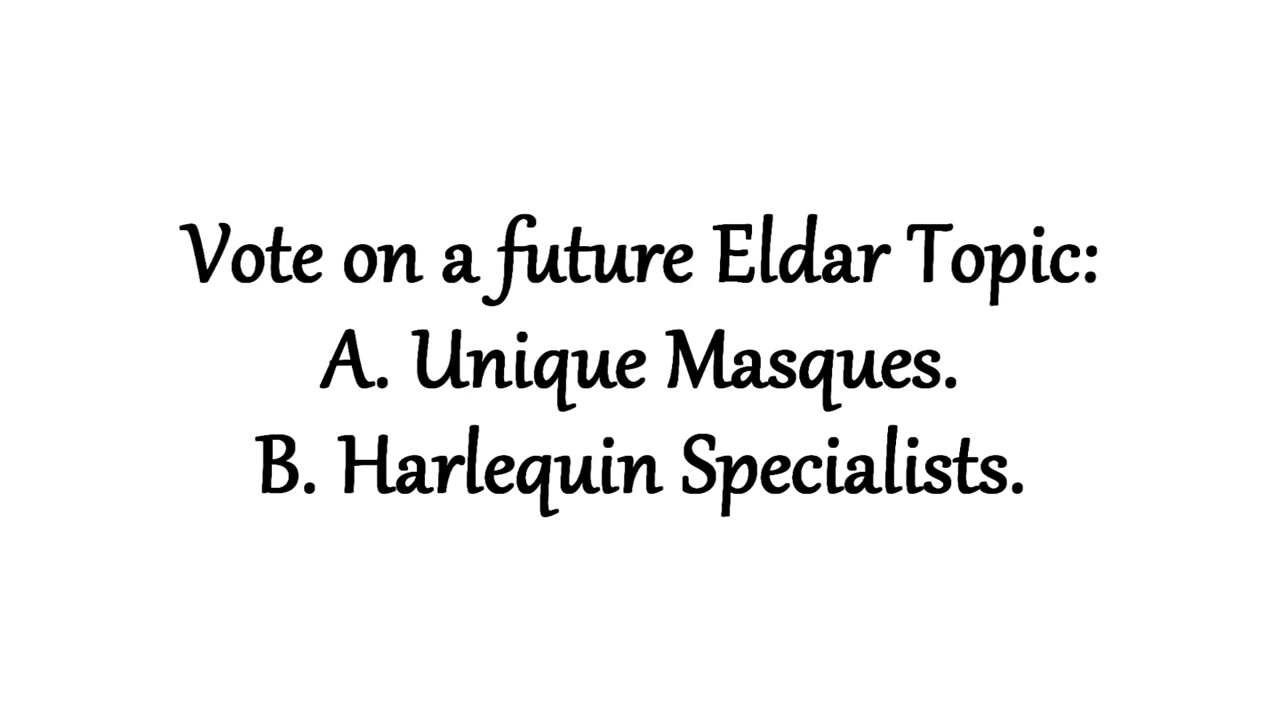 Vote on a future Eldar Topic:
A. Unique Masques.
B. Harlequin Specialists.